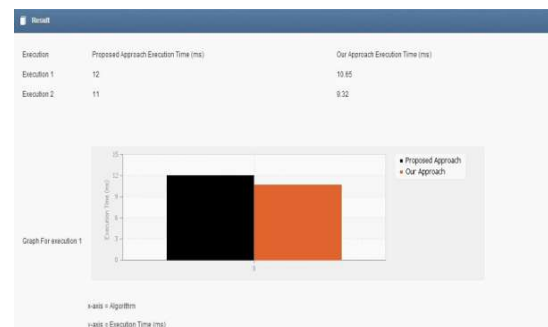 Result
Execution Proposed Approach Execution Time (ms) Our Approach Execution Time (ms)
Execution 1 12 10.65
Execution 2 11 9.32
15
12
9
6
3
0
Execution Time (ms)
0
Proposed Approach
Our Approach
Graph For execution 1
x-axis = Algorithm
y-axis = Execution Time (ms)